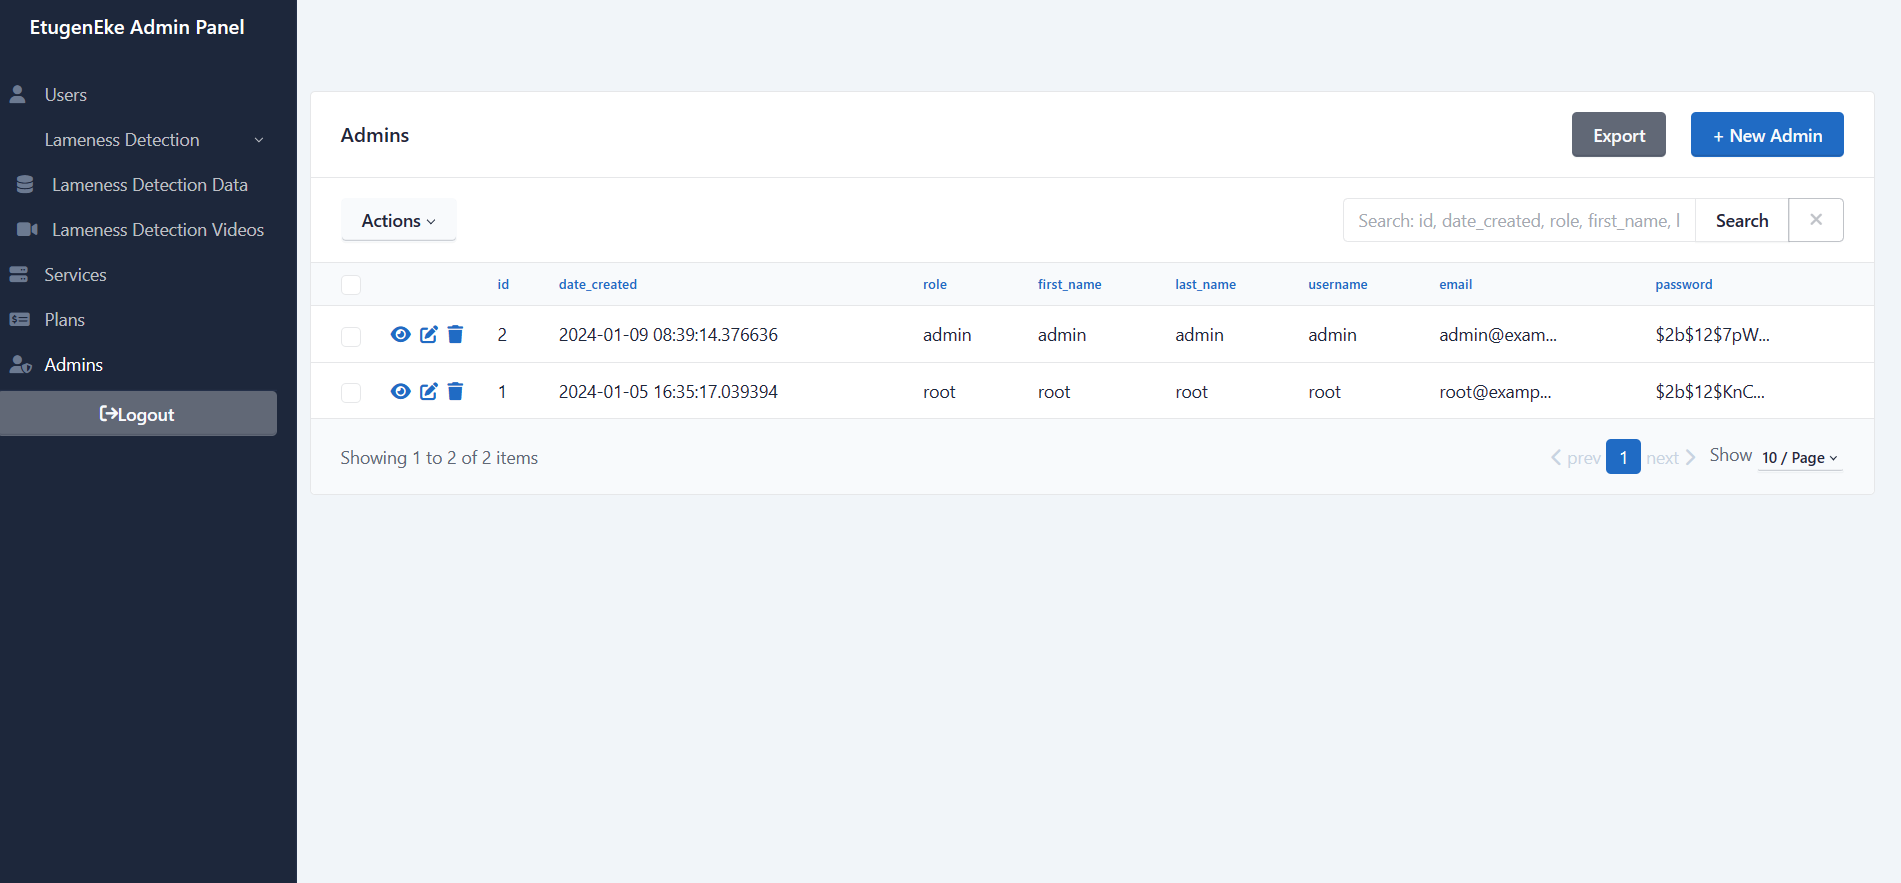 EtugenEke Admin Panel
Users
Lameness Detection
Lameness Detection Data
Lameness Detection Videos
Services
Plans
Admins
Logout
Admins
Export
+ New Admin
Actions
Search: id, date_created, role, first_name, l
Search
id date_created role first_name last_name username email password
2 2024-01-09 08:39:14.376636 admin admin admin admin admin@exam... $2b$12$7pW...
1 2024-01-05 16:35:17.039394 root root root root root@examp... $2b$12$KnC...
Showing 1 to 2 of 2 items
prev 1 next Show 10 / Page